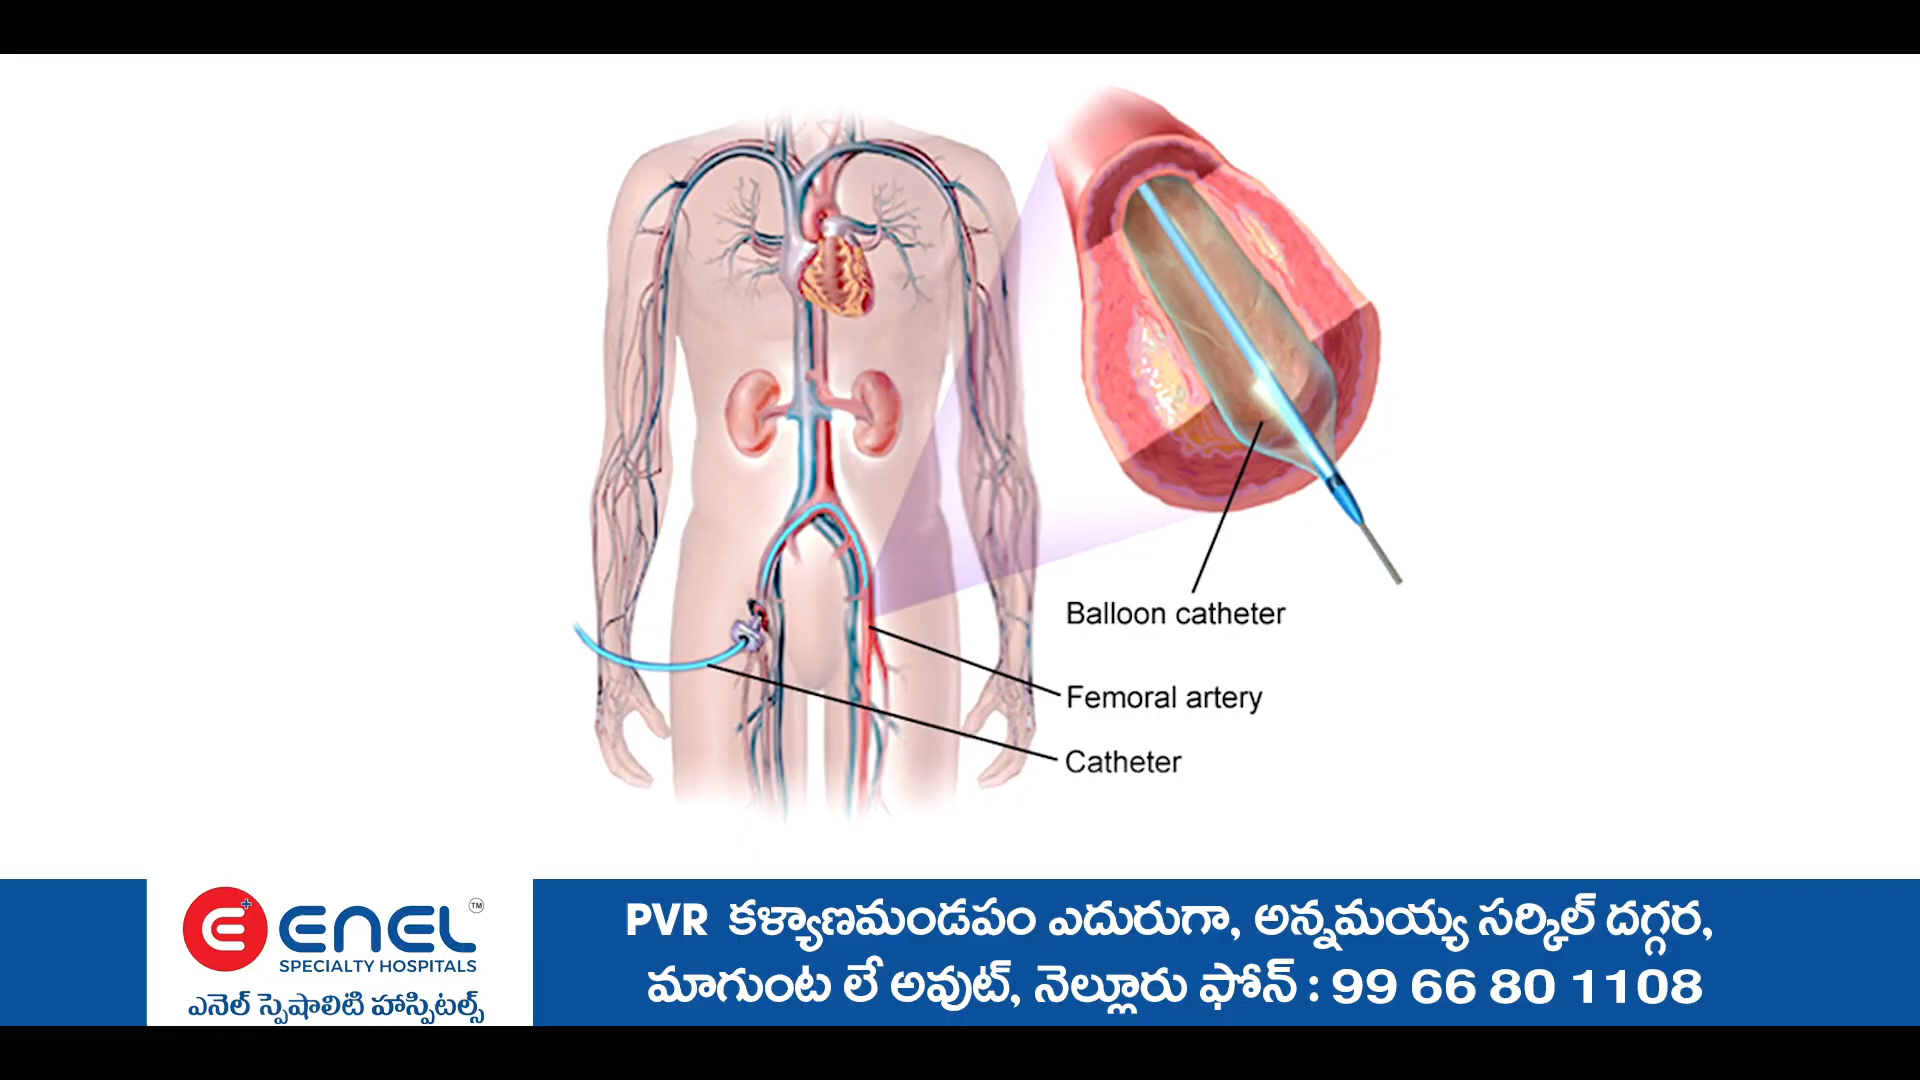 Balloon catheter
Femoral artery
Catheter
ENEL™
SPECIALTY HOSPITALS
ఎనెల్ స్పెషాలిటి హాస్పిటల్స్
PVR కళ్యాణమండపం ఎదురుగా, అన్నమయ్య సర్కిల్ దగ్గర,
మాగుంట లే అవుట్, నెల్లూరు ఫోన్ : 99 66 80 1108